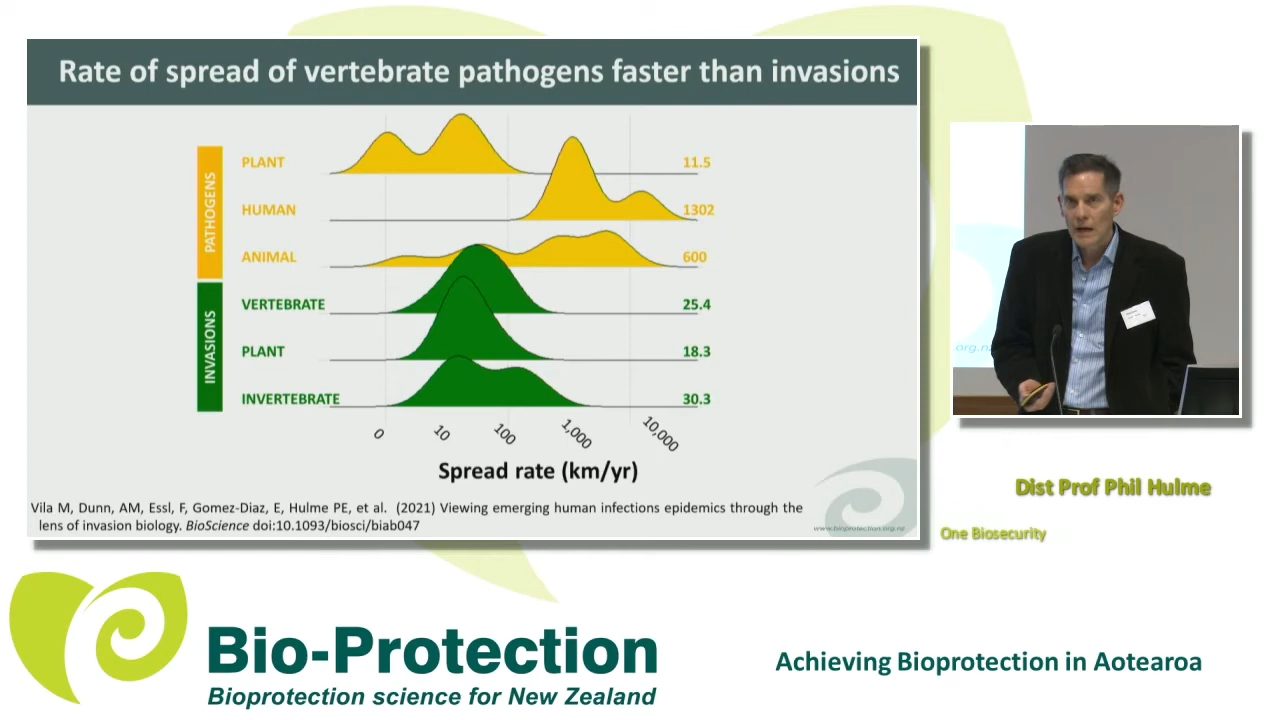 Rate of spread of vertebrate pathogens faster than invasions
PATHOGENS
PLANT 11.5
HUMAN 1302
ANIMAL 600
INVASIONS
VERTEBRATE 25.4
PLANT 18.3
INVERTEBRATE 30.3
0 10 100 1,000 10,000
Spread rate (km/yr)
Vila M, Dunn, AM, Essl, F, Gomez-Diaz, E, Hulme PE, et al. (2021) Viewing emerging human infections epidemics through the
lens of invasion biology. BioScience doi:10.1093/biosci/biab047
www.bioprotection.org.nz
.org.n
Dist Prof Phil Hulme
One Biosecurity
Bio-Protection
Bioprotection science for New Zealand
Achieving Bioprotection in Aotearoa